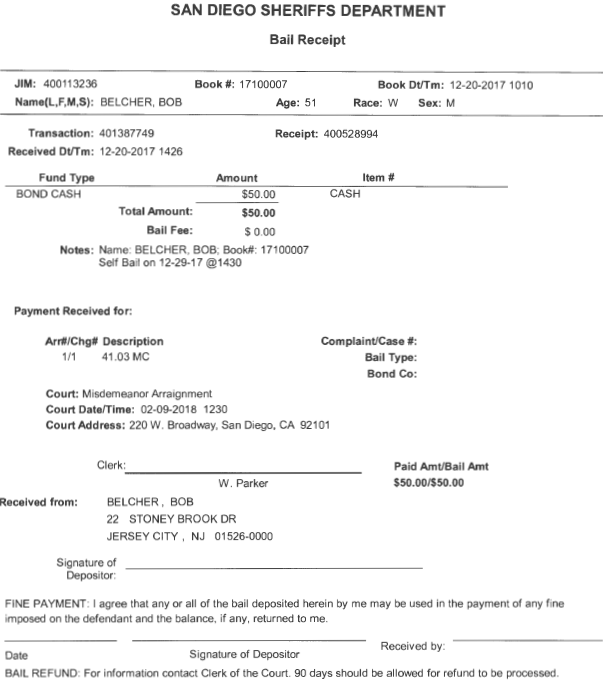 SAN DIEGO SHERIFFS DEPARTMENT
Bail Receipt
JIM: 400113236 Book #: 17100007 Book Dt/Tm: 12-20-2017 1010
Name(L,F,M,S): BELCHER, BOB Age: 51 Race: W Sex: M
Transaction: 401387749 Receipt: 400528994
Received Dt/Tm: 12-20-2017 1426
Fund Type Amount Item #
BOND CASH $50.00 CASH
Total Amount: $50.00
Bail Fee: $ 0.00
Notes: Name: BELCHER, BOB; Book#: 17100007
Self Bail on 12-29-17 @1430
Payment Received for:
Arr#/Chg# Description Complaint/Case #:
1/1 41.03 MC Bail Type:
Bond Co:
Court: Misdemeanor Arraignment
Court Date/Time: 02-09-2018 1230
Court Address: 220 W. Broadway, San Diego, CA 92101
Clerk: Paid Amt/Bail Amt
W. Parker $50.00/$50.00
Received from: BELCHER , BOB
22 STONEY BROOK DR
JERSEY CITY , NJ 01526-0000
Signature of
Depositor:
FINE PAYMENT: I agree that any or all of the bail deposited herein by me may be used in the payment of any fine
imposed on the defendant and the balance, if any, returned to me.
Date Signature of Depositor Received by:
BAIL REFUND: For information contact Clerk of the Court. 90 days should be allowed for refund to be processed.